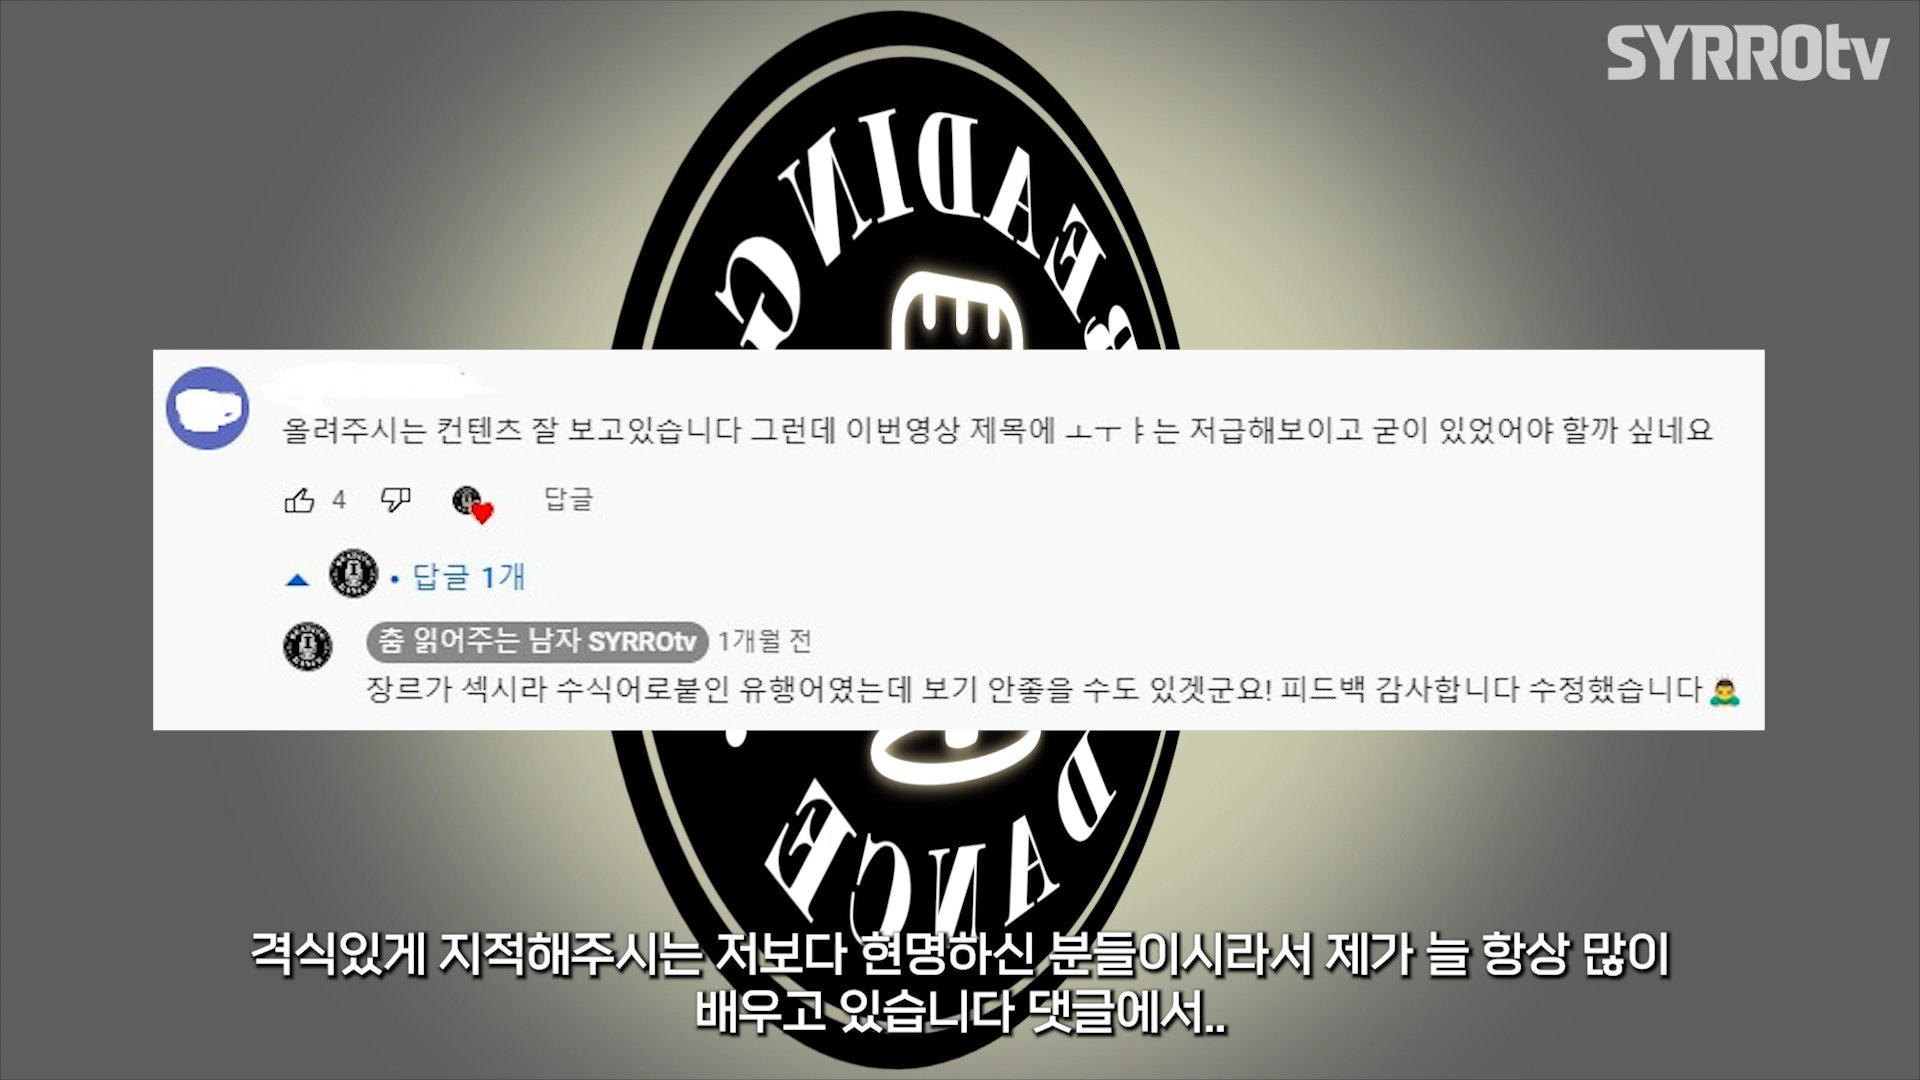 SYRROtv
READING
올려주시는 컨텐츠 잘 보고있습니다 그런데 이번영상 제목에 ㅗㅜㅑ는 저급해보이고 굳이 있었어야 할까 싶네요
4 답글
답글 1개
춤 읽어주는 남자 SYRROtv 1개월 전
장르가 섹시라 수식어로붙인 유행어였는데 보기 안좋을 수도 있겟군요! 피드백 감사합니다 수정했습니다🙇‍♂️
DANCE
격식있게 지적해주시는 저보다 현명하신 분들이시라서 제가 늘 항상 많이
배우고 있습니다 댓글에서..